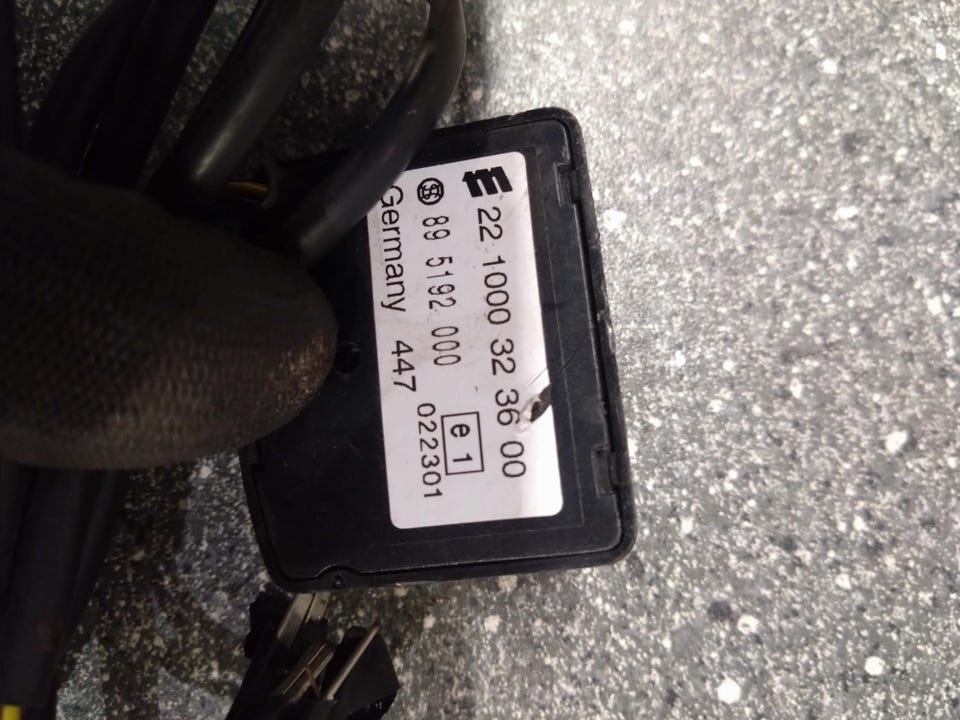 22 1000 32 36 00
89 5192 000
e 1
Germany 447 022301